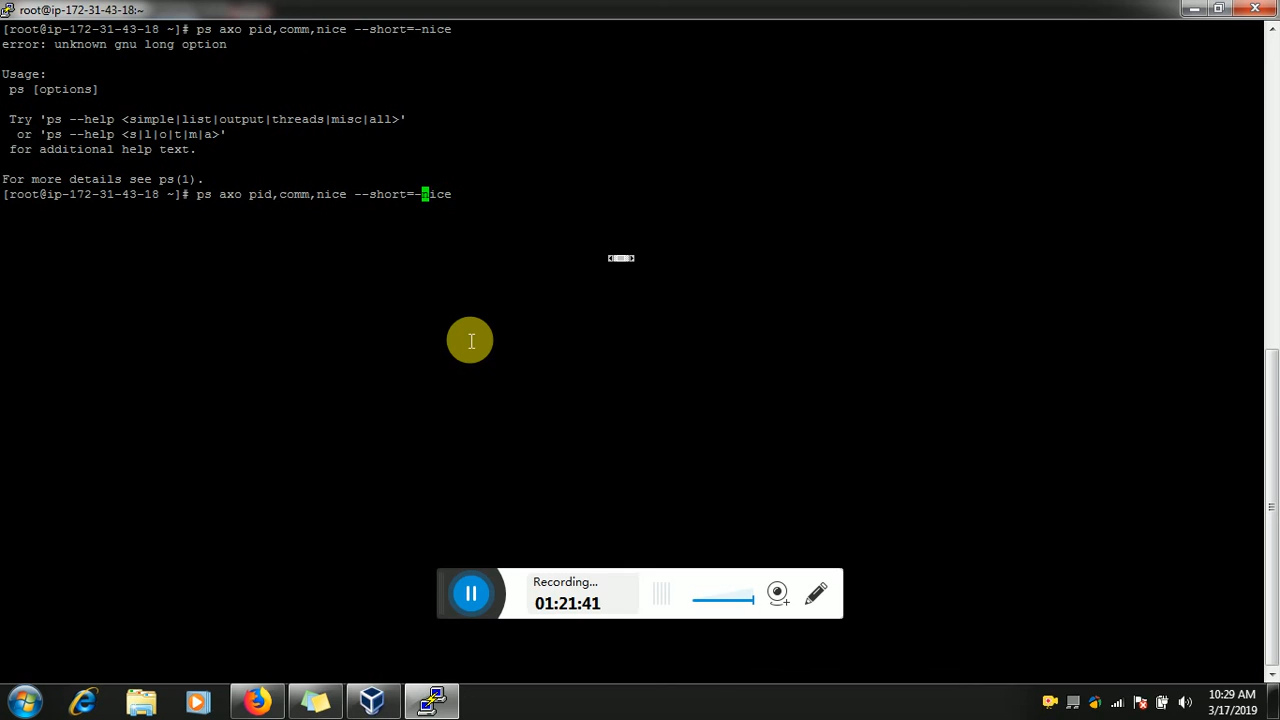 root@ip-172-31-43-18:~
[root@ip-172-31-43-18 ~]# ps axo pid,comm,nice --short=-nice
error: unknown gnu long option
Usage:
ps [options]
Try 'ps --help <simple|list|output|threads|misc|all>'
or 'ps --help <s|l|o|t|m|a>'
for additional help text.
For more details see ps(1).
[root@ip-172-31-43-18 ~]# ps axo pid,comm,nice --short=-nice
Recording...
01:21:41
10:29 AM
3/17/2019